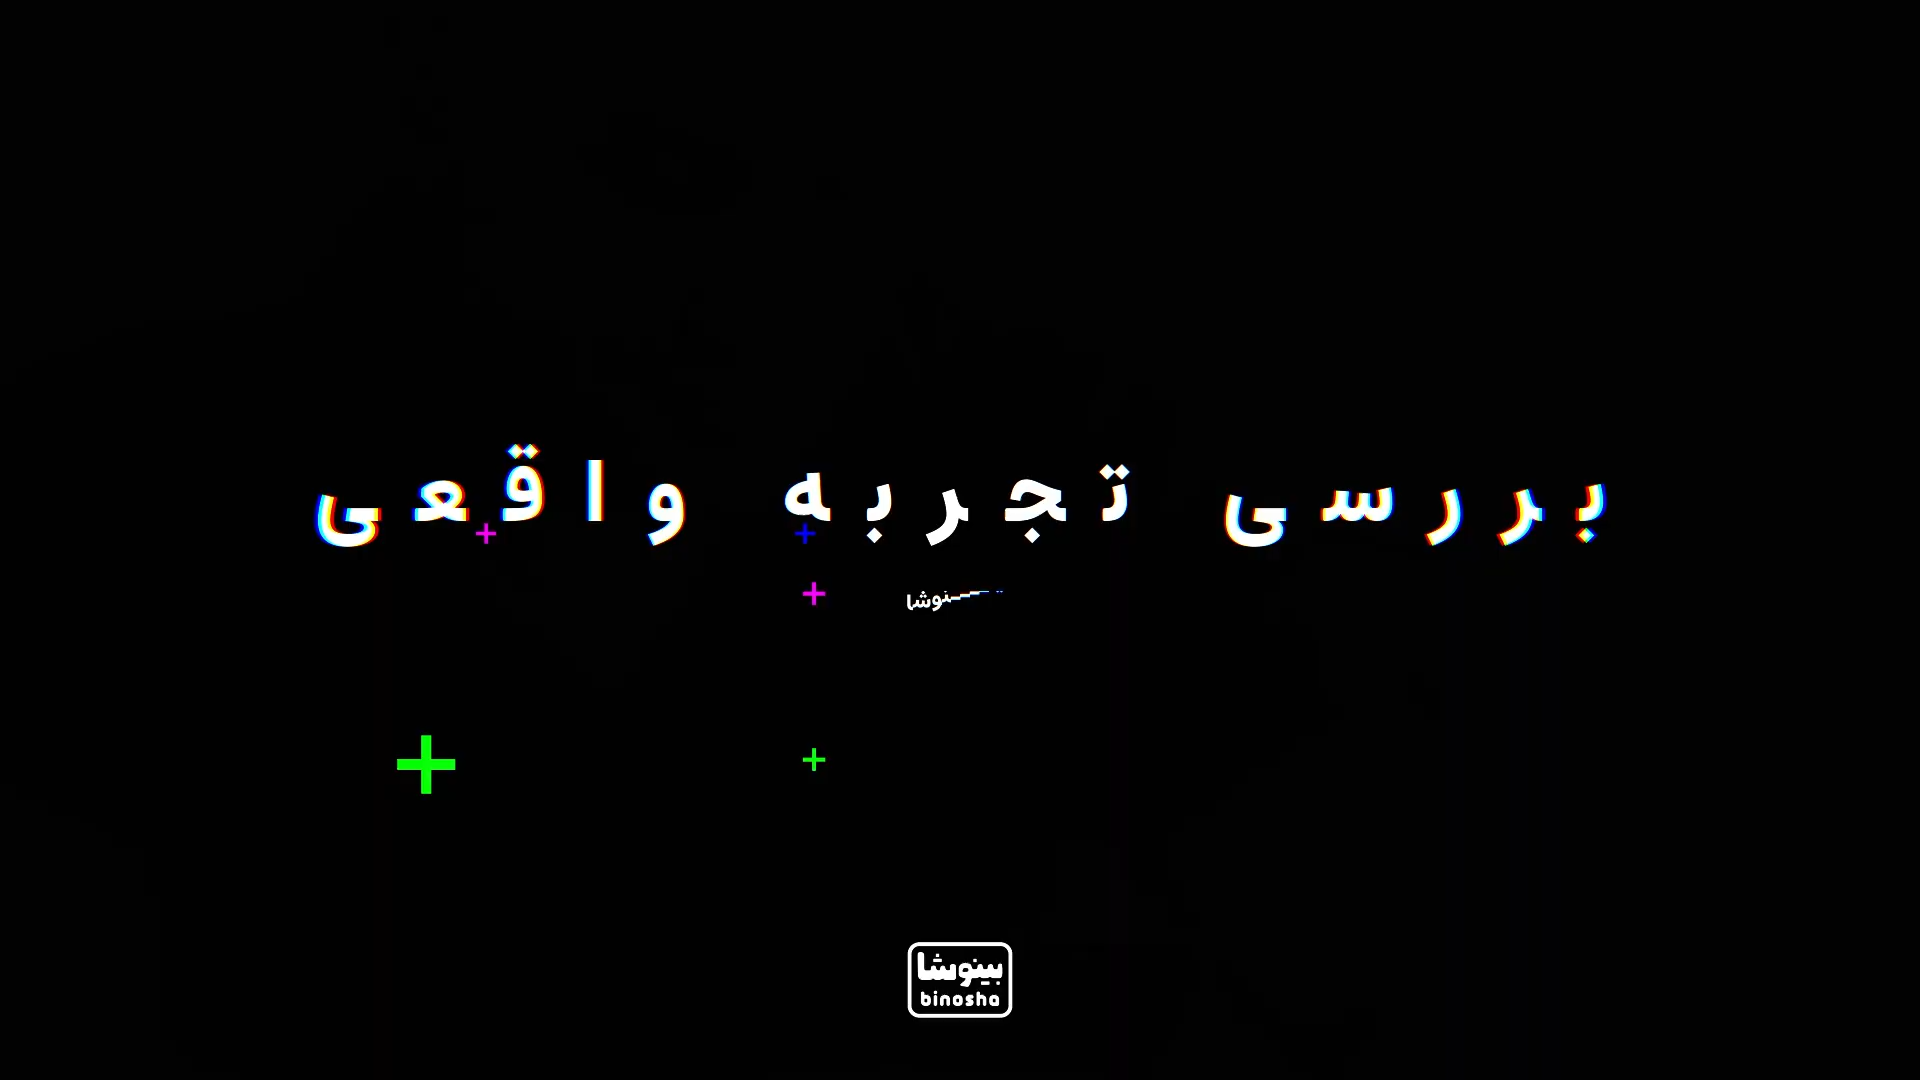 بررسی تجربه واقعی
بینوشا
binosha